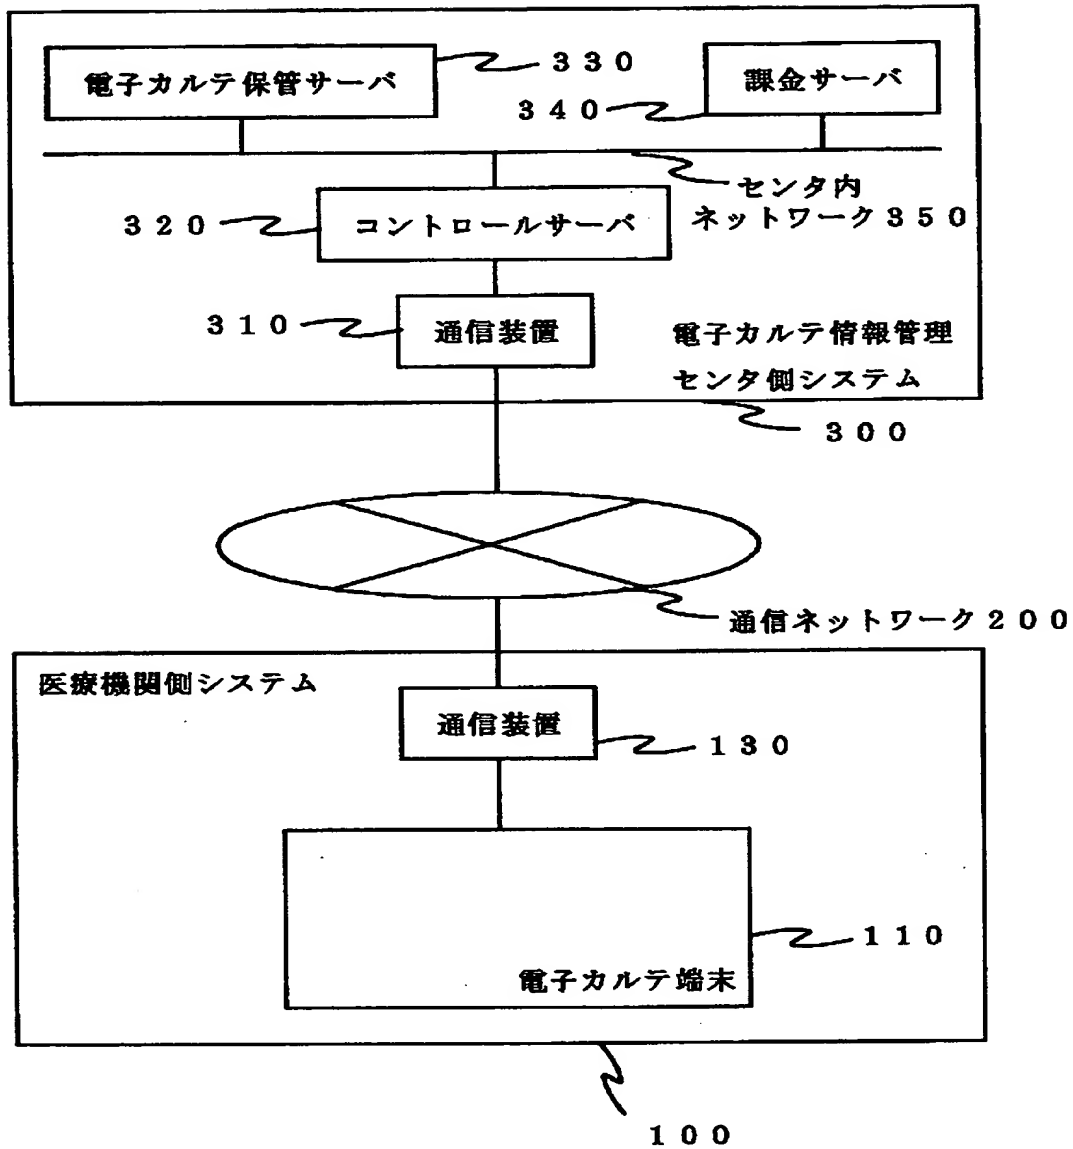 電子カルテ保管サーバ
３３０
課金サーバ
３４０
センタ内
ネットワーク３５０
３２０
コントロールサーバ
３１０
通信装置
電子カルテ情報管理
センタ側システム
３００
通信ネットワーク２００
医療機関側システム
通信装置
１３０
１１０
電子カルテ端末
１００